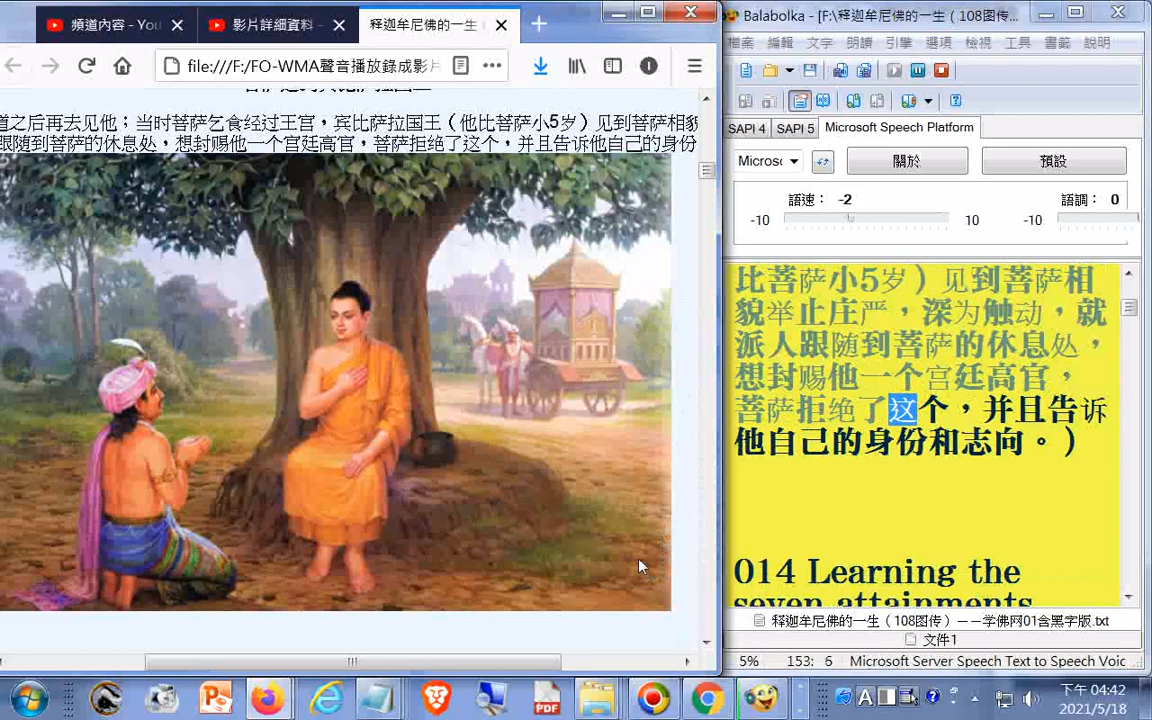 頻道內容 - You
影片詳細資料 -
释迦牟尼佛的一生
file:///F:/FO-WMA聲音播放錄成影片
道之后再去见他；当时菩萨乞食经过王宫，宾比萨拉国王（他比菩萨小5岁）见到菩萨相貌
跟随到菩萨的休息处，想封赐他一个宫廷高官，菩萨拒绝了这个，并且告诉他自己的身份
Balabolka - [F:\释迦牟尼佛的一生（108图传...
檔案 編輯 文字 朗讀 引擎 選項 檢視 工具 書籤 說明
SAPI 4 SAPI 5 Microsoft Speech Platform
Microsc 關於 預設
語速： -2 語調： 0
-10 10 -10
比菩萨小5岁）见到菩萨相
貌举止庄严，深为触动，就
派人跟随到菩萨的休息处，
想封赐他一个宫廷高官，
菩萨拒绝了这个，并且告诉
他自己的身份和志向。）
014 Learning the
seven attainments
释迦牟尼佛的一生（108图传）——学佛网01含黑字版.txt
文件1
5% 153: 6 Microsoft Server Speech Text to Speech Voic
PDF
A
下午 04:42
2021/5/18